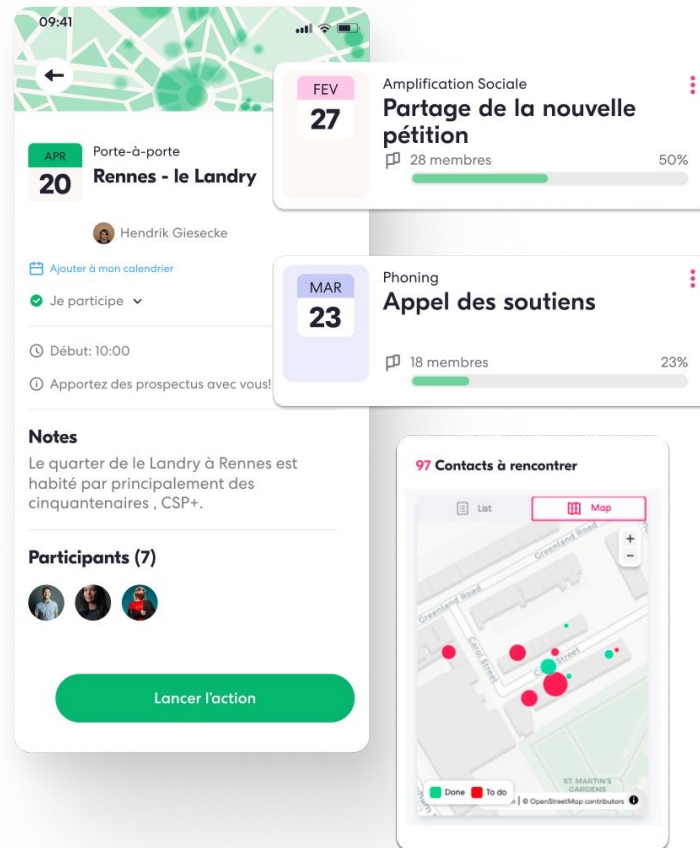 09:41
APR
20
Porte-à-porte
Rennes - le Landry
Hendrik Giesecke
Ajouter à mon calendrier
Je participe
Début: 10:00
Apportez des prospectus avec vous!
Notes
Le quartier de le Landry à Rennes est
habité par principalement des
cinquantenaires , CSP+.
Participants (7)
Lancer l'action
FEV
27
Amplification Sociale
Partage de la nouvelle
pétition
28 membres
50%
MAR
23
Phoning
Appel des soutiens
18 membres
23%
97 Contacts à rencontrer
List
Map
+
−
Greenland Road
Greenland Road
Carol Street
Carol Street
ST MARTIN'S
GARDENS
Done
To do
| © OpenStreetMap contributors